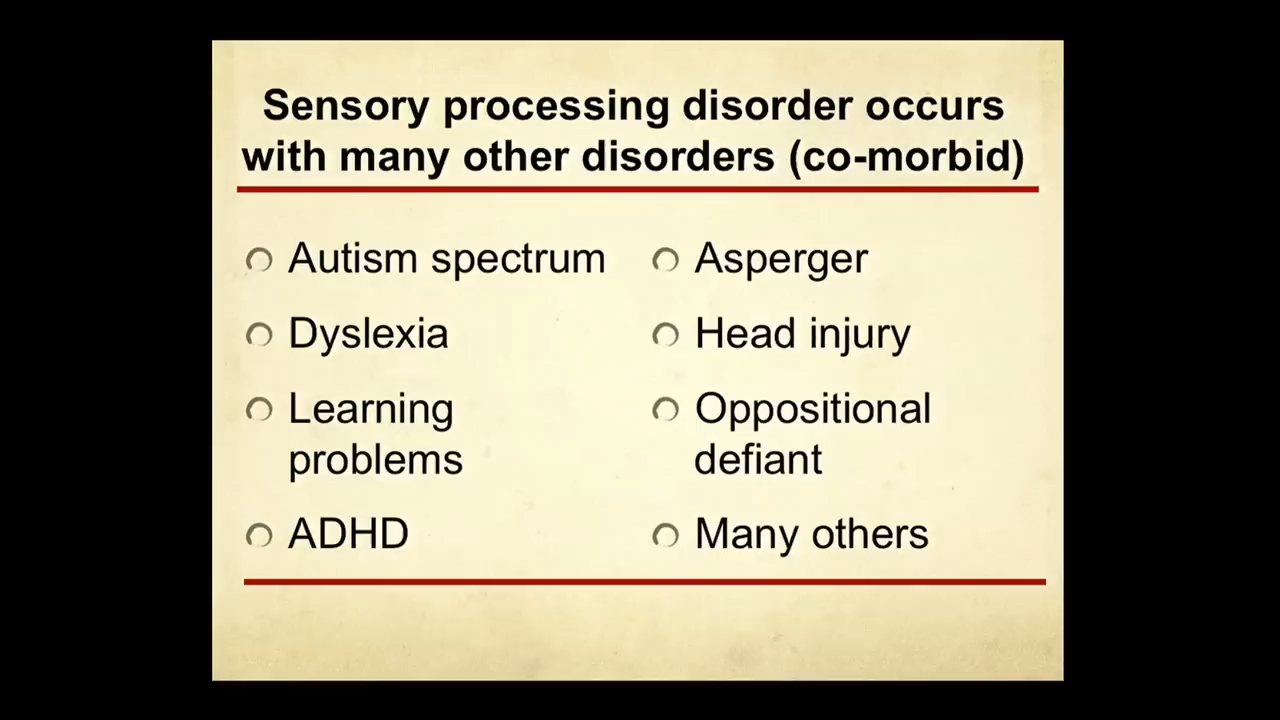 Sensory processing disorder occurs
with many other disorders (co-morbid)
Autism spectrum
Dyslexia
Learning
problems
ADHD
Asperger
Head injury
Oppositional
defiant
Many others